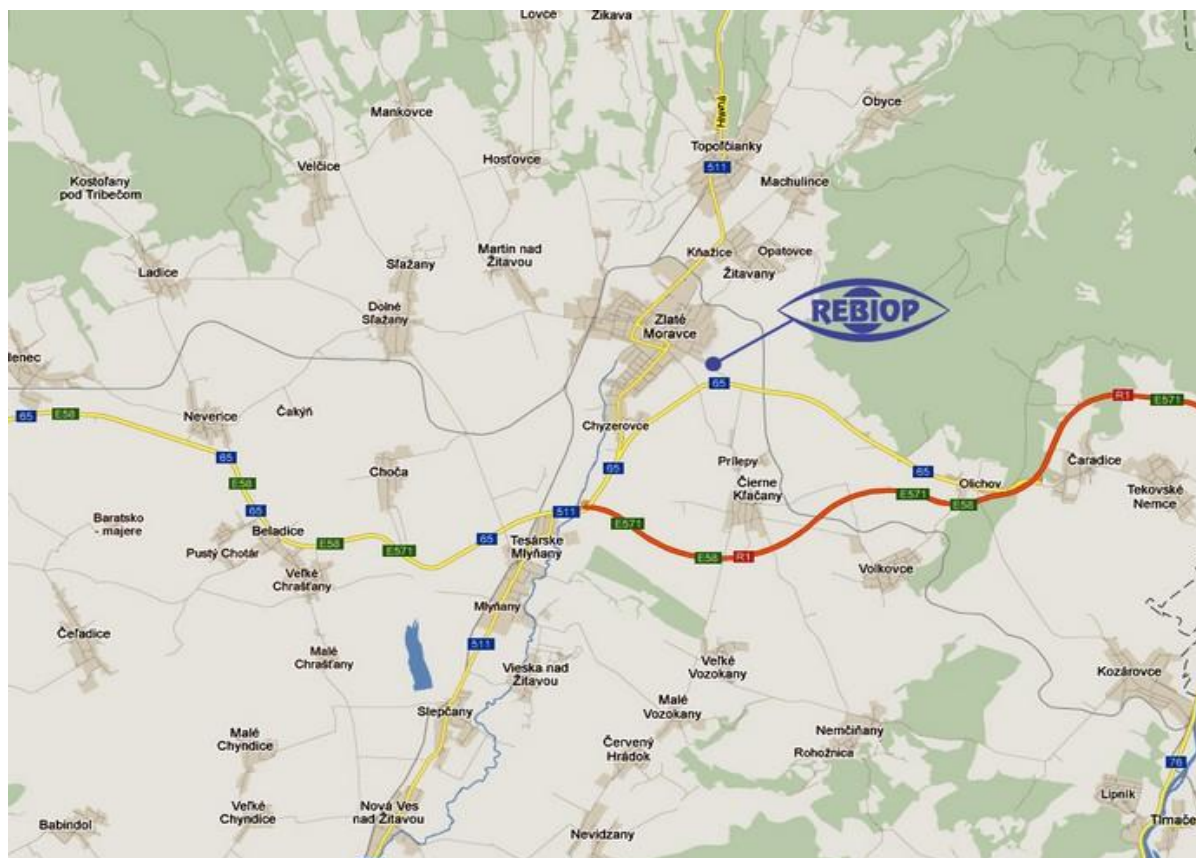 Lovce
Žikava
Mankovce
Hlavná
Obyce
Topoľčianky
Velčice
Hosťovce
511
Kostoľany
pod Tribečom
Machulince
Martin nad
Žitavou
Kňažice
Opatovce
Sľažany
Ladice
Žitavany
Dolné
Sľažany
REBIOP
Zlaté
Moravce
lenec
65
R1
E571
65
E58
Neverice
Čakýň
Chyzerovce
65
E58
Choča
65
Prílepy
65
Olichov
Čaradice
Čierne
Kľačany
E571
E58
Tekovské
Nemce
65
511
Baratsko
- majere
Beladice
E58
E571
65
Tesárske
Mlyňany
E571
Pustý Chotár
E58
R1
Veľké
Chrašťany
Volkovce
Mlyňany
Čeľadice
511
Malé
Chrašťany
Vieska nad
Žitavou
Veľké
Vozokany
Kozárovce
Slepčany
Malé
Vozokany
Malé
Chyndice
Červený
Hrádok
Nemčiňany
Rohožnica
76
Veľké
Chyndice
Nová Ves
nad Žitavou
Lipník
Babindol
Nevidzany
Tlmače